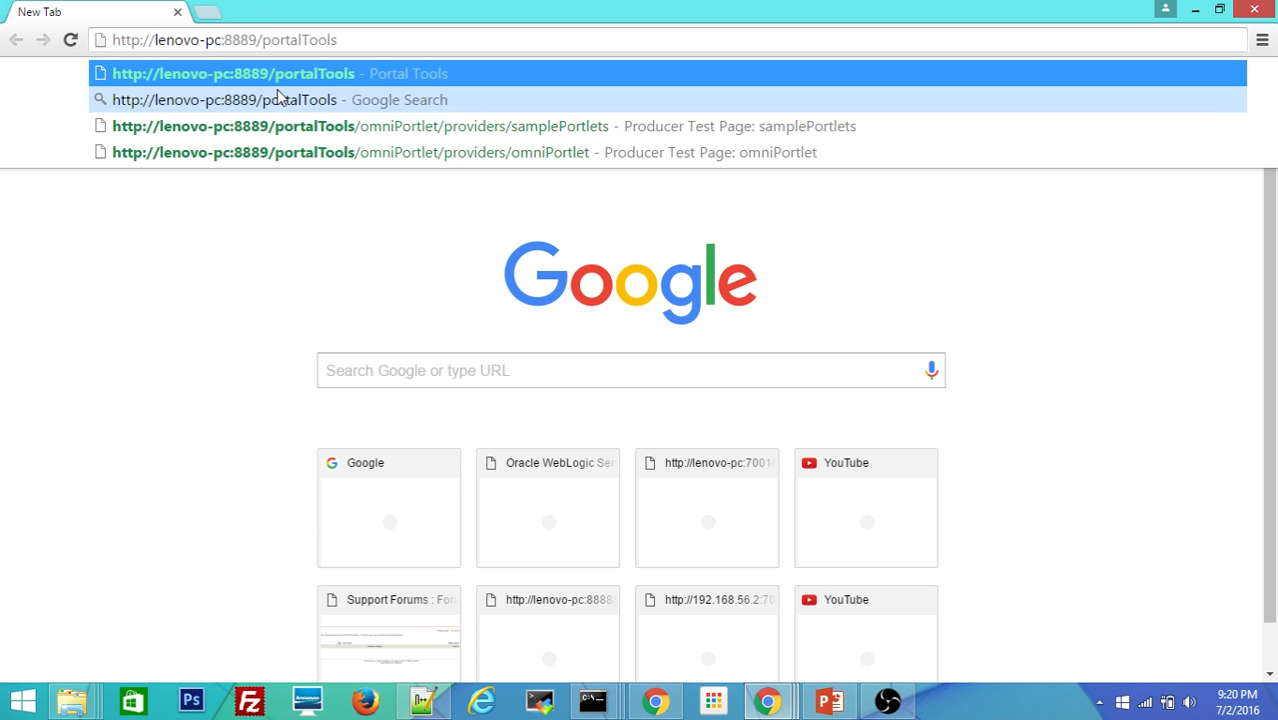 New Tab
http://lenovo-pc:8889/portalTools
http://lenovo-pc:8889/portalTools - Portal Tools
http://lenovo-pc:8889/portalTools - Google Search
http://lenovo-pc:8889/portalTools/omniPortlet/providers/samplePortlets - Producer Test Page: samplePortlets
http://lenovo-pc:8889/portalTools/omniPortlet/providers/omniPortlet - Producer Test Page: omniPortlet
Google
Search Google or type URL
Google
Oracle WebLogic Ser
http://lenovo-pc:7001/
YouTube
Support Forums : For
http://lenovo-pc:8888/
http://192.168.56.2:70
YouTube
Ps
Fz
9:20 PM
7/2/2016